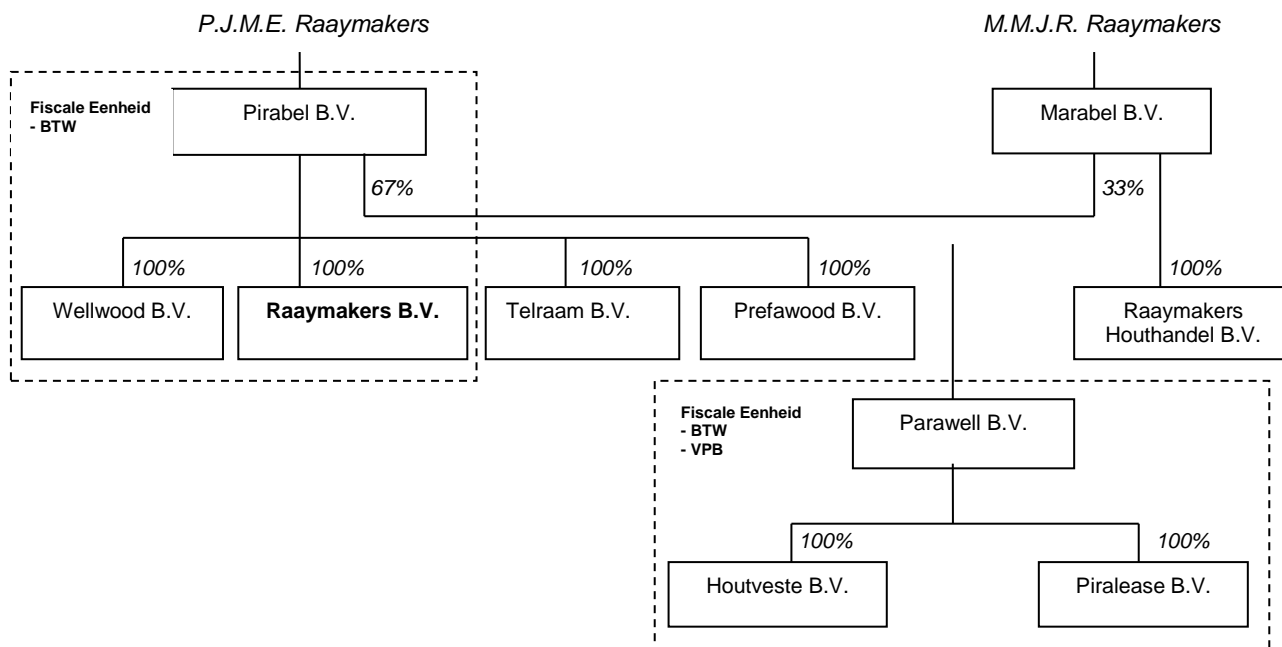 P.J.M.E. Raaymakers
M.M.J.R. Raaymakers
Fiscale Eenheid
- BTW
Pirabel B.V.
Marabel B.V.
67%
33%
100%
100%
100%
100%
100%
Wellwood B.V.
Raaymakers B.V.
Telraam B.V.
Prefawood B.V.
Raaymakers
Houthandel B.V.
Fiscale Eenheid
- BTW
- VPB
Parawell B.V.
100%
100%
Houtveste B.V.
Piralease B.V.